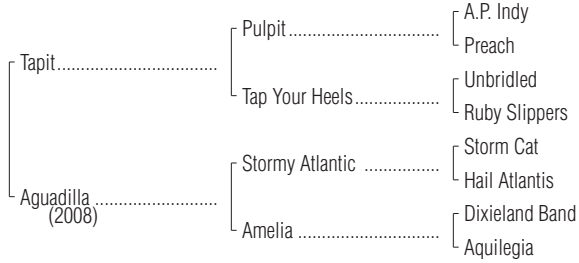 A.P. Indy
Pulpit
Preach
Tapit
Unbridled
Tap Your Heels
Ruby Slippers
Storm Cat
Stormy Atlantic
Hail Atlantis
Aguadilla
(2008)
Dixieland Band
Amelia
Aquilegia